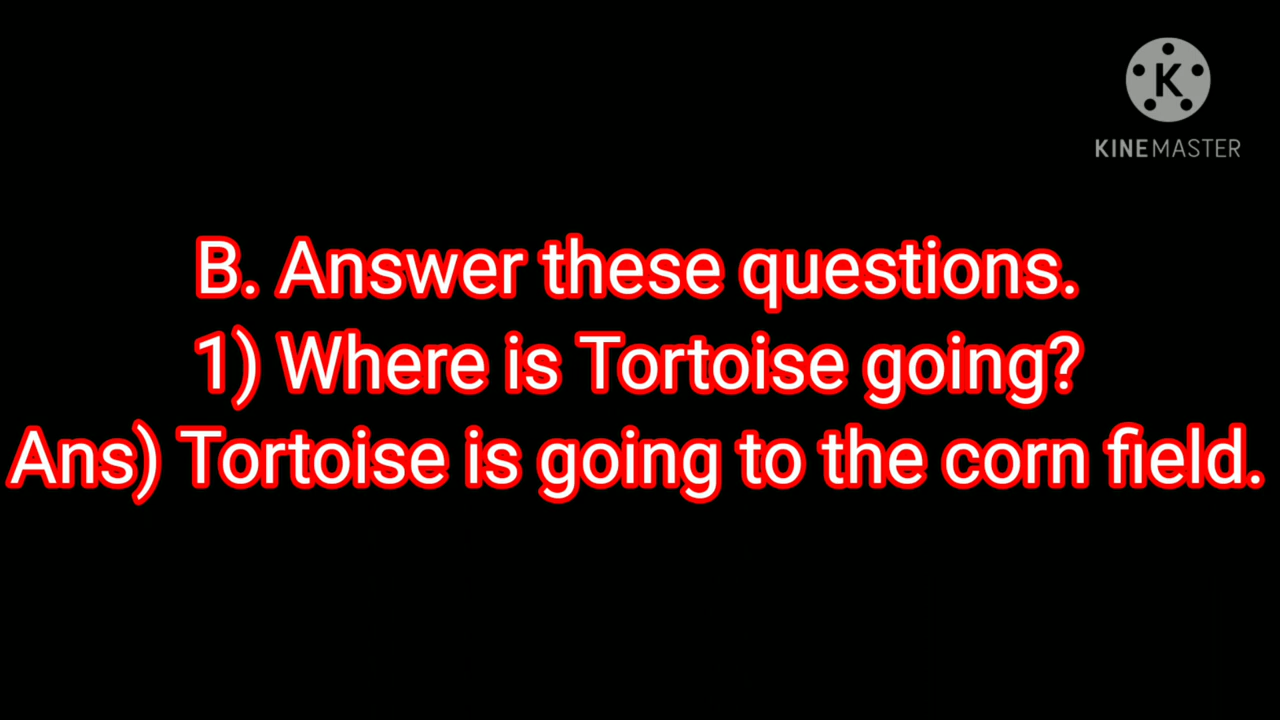 K
KINEMASTER
B. Answer these questions.
1) Where is Tortoise going?
Ans) Tortoise is going to the corn field.